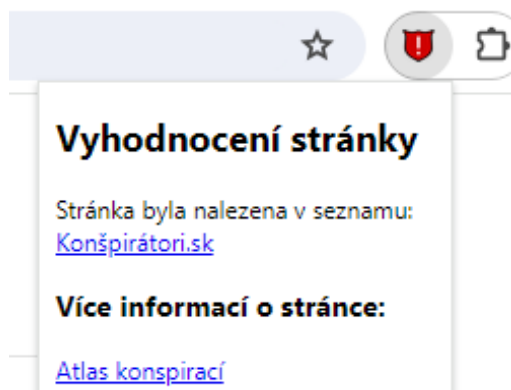 Vyhodnocení stránky
Stránka byla nalezena v seznamu:
Konšpirátori.sk
Více informací o stránce:
Atlas konspirací